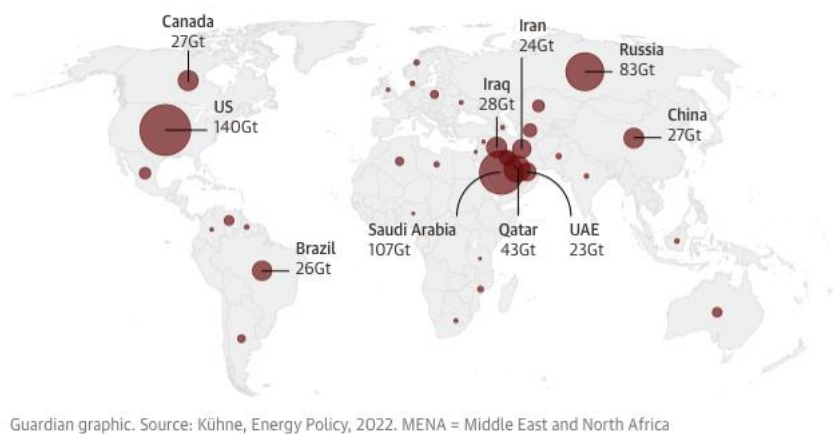 Canada
27Gt
US
140Gt
Brazil
26Gt
Iran
24Gt
Iraq
28Gt
Russia
83Gt
China
27Gt
Saudi Arabia
107Gt
Qatar
43Gt
UAE
23Gt
Guardian graphic. Source: Kühne, Energy Policy, 2022. MENA = Middle East and North Africa